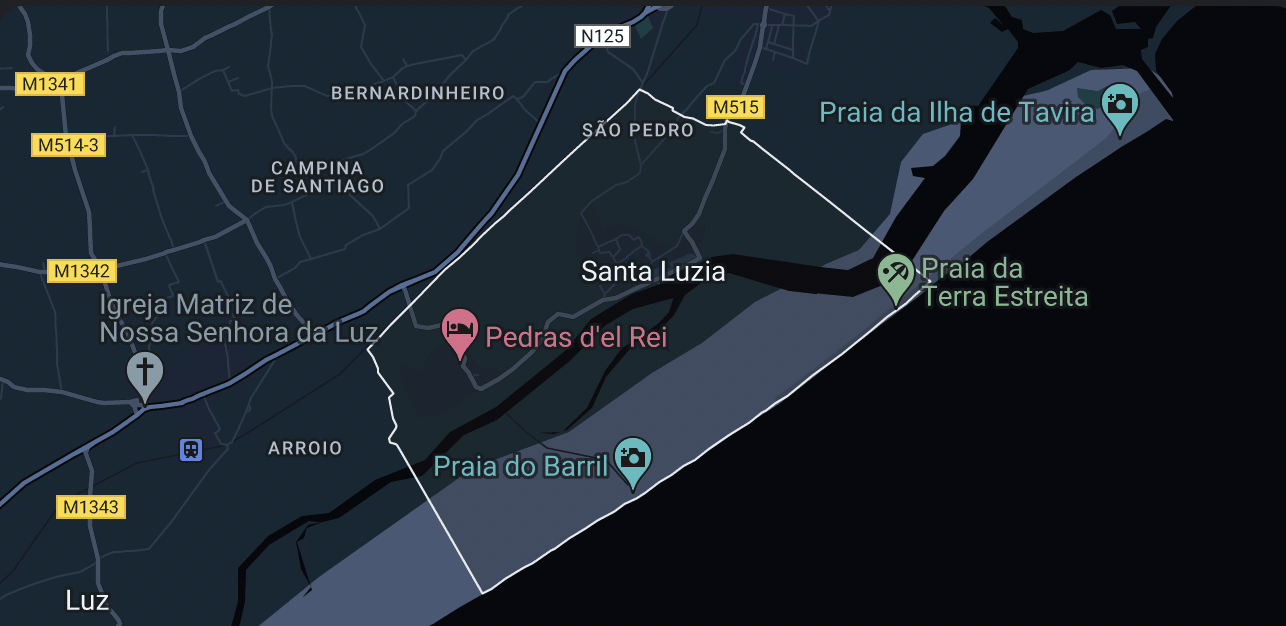 N125
M1341
BERNARDINHEIRO
M515
Praia da Ilha de Tavira
SÃO PEDRO
M514-3
CAMPINA
DE SANTIAGO
M1342
Santa Luzia
Praia da
Terra Estreita
Igreja Matriz de
Nossa Senhora da Luz
Pedras d'el Rei
ARROIO
Praia do Barril
M1343
Luz